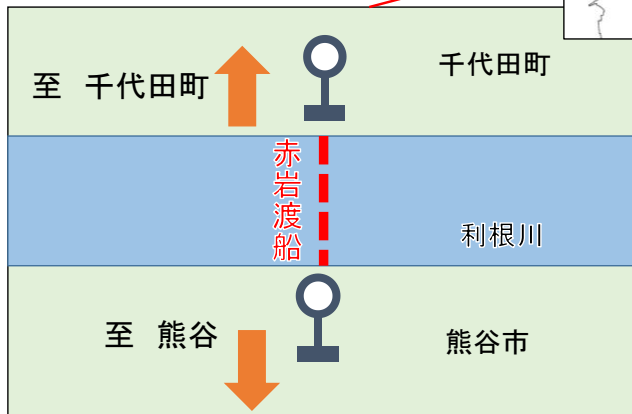 千代田町
至 千代田町
赤岩渡船
利根川
至 熊谷
熊谷市